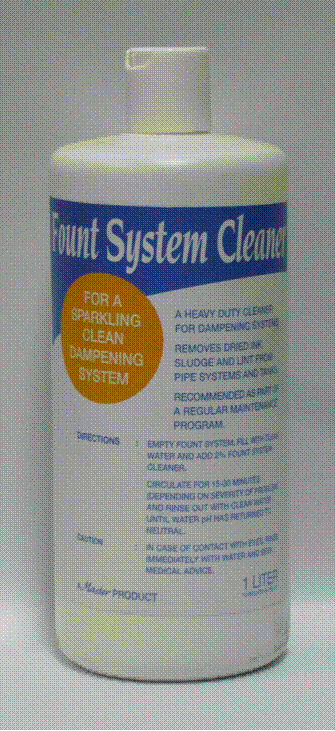 Fount System Cleaner
FOR A
SPARKLING
CLEAN
DAMPENING
SYSTEM
A HEAVY DUTY CLEANER
FOR DAMPENING SYSTEMS
REMOVES DRIED INK
SLUDGE AND LINT FROM
PIPE SYSTEMS AND TANKS.
RECOMMENDED AS PART OF
A REGULAR MAINTENANCE
PROGRAM.
DIRECTIONS : EMPTY FOUNT SYSTEM, FILL WITH CLEAN
WATER AND ADD 2% FOUNT SYSTEM
CLEANER.
CIRCULATE FOR 15-30 MINUTES
(DEPENDING ON SEVERITY OF PROBLEM)
AND RINSE OUT WITH CLEAN WATER
UNTIL WATER pH HAS RETURNED TO
NEUTRAL.
CAUTION : IN CASE OF CONTACT WITH EYES, RINSE
IMMEDIATELY WITH WATER AND SEEK
MEDICAL ADVICE.
A Master PRODUCT
1 LITER